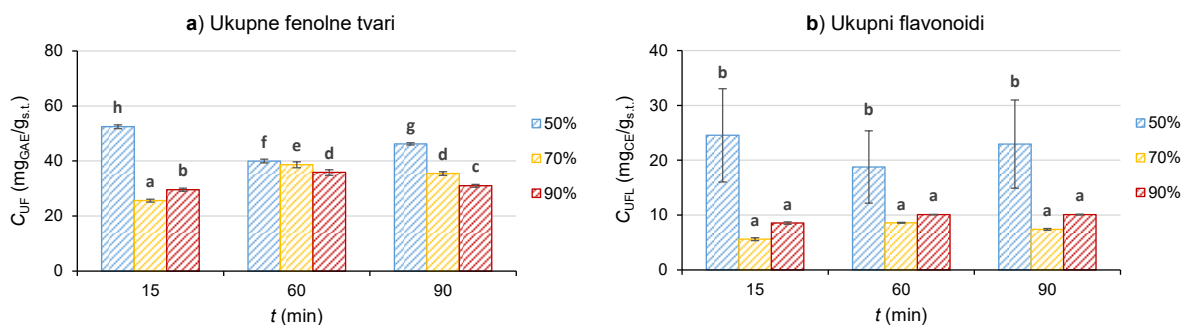 a) Ukupne fenolne tvari
80
60
40
20
0
C_UF (mg_GAE/g_s.t.)
h
a
b
f
e
d
g
d
c
15
60
90
t (min)
50%
70%
90%
b) Ukupni flavonoidi
40
30
20
10
0
C_UFL (mg_CE/g_s.t.)
b
a
a
b
a
a
b
a
a
15
60
90
t (min)
50%
70%
90%